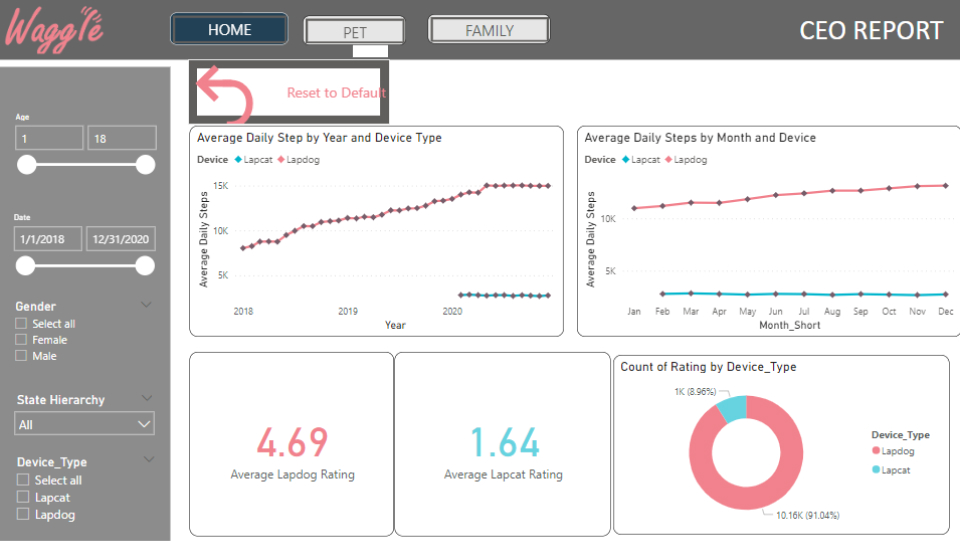 Waggle
HOME
PET
FAMILY
CEO REPORT
Reset to Default
Age
1
18
Date
1/1/2018
12/31/2020
Gender
Select all
Female
Male
State Hierarchy
All
Device_Type
Select all
Lapcat
Lapdog
Average Daily Step by Year and Device Type
Device Lapcat Lapdog
Average Daily Steps
15K
10K
5K
2018 2019 2020
Year
Average Daily Steps by Month and Device
Device Lapcat Lapdog
Average Daily Steps
10K
5K
Jan Feb Mar Apr May Jun Jul Aug Sep Oct Nov Dec
Month_Short
4.69
Average Lapdog Rating
1.64
Average Lapcat Rating
Count of Rating by Device_Type
1K (8.96%)
10.16K (91.04%)
Device_Type
Lapdog
Lapcat